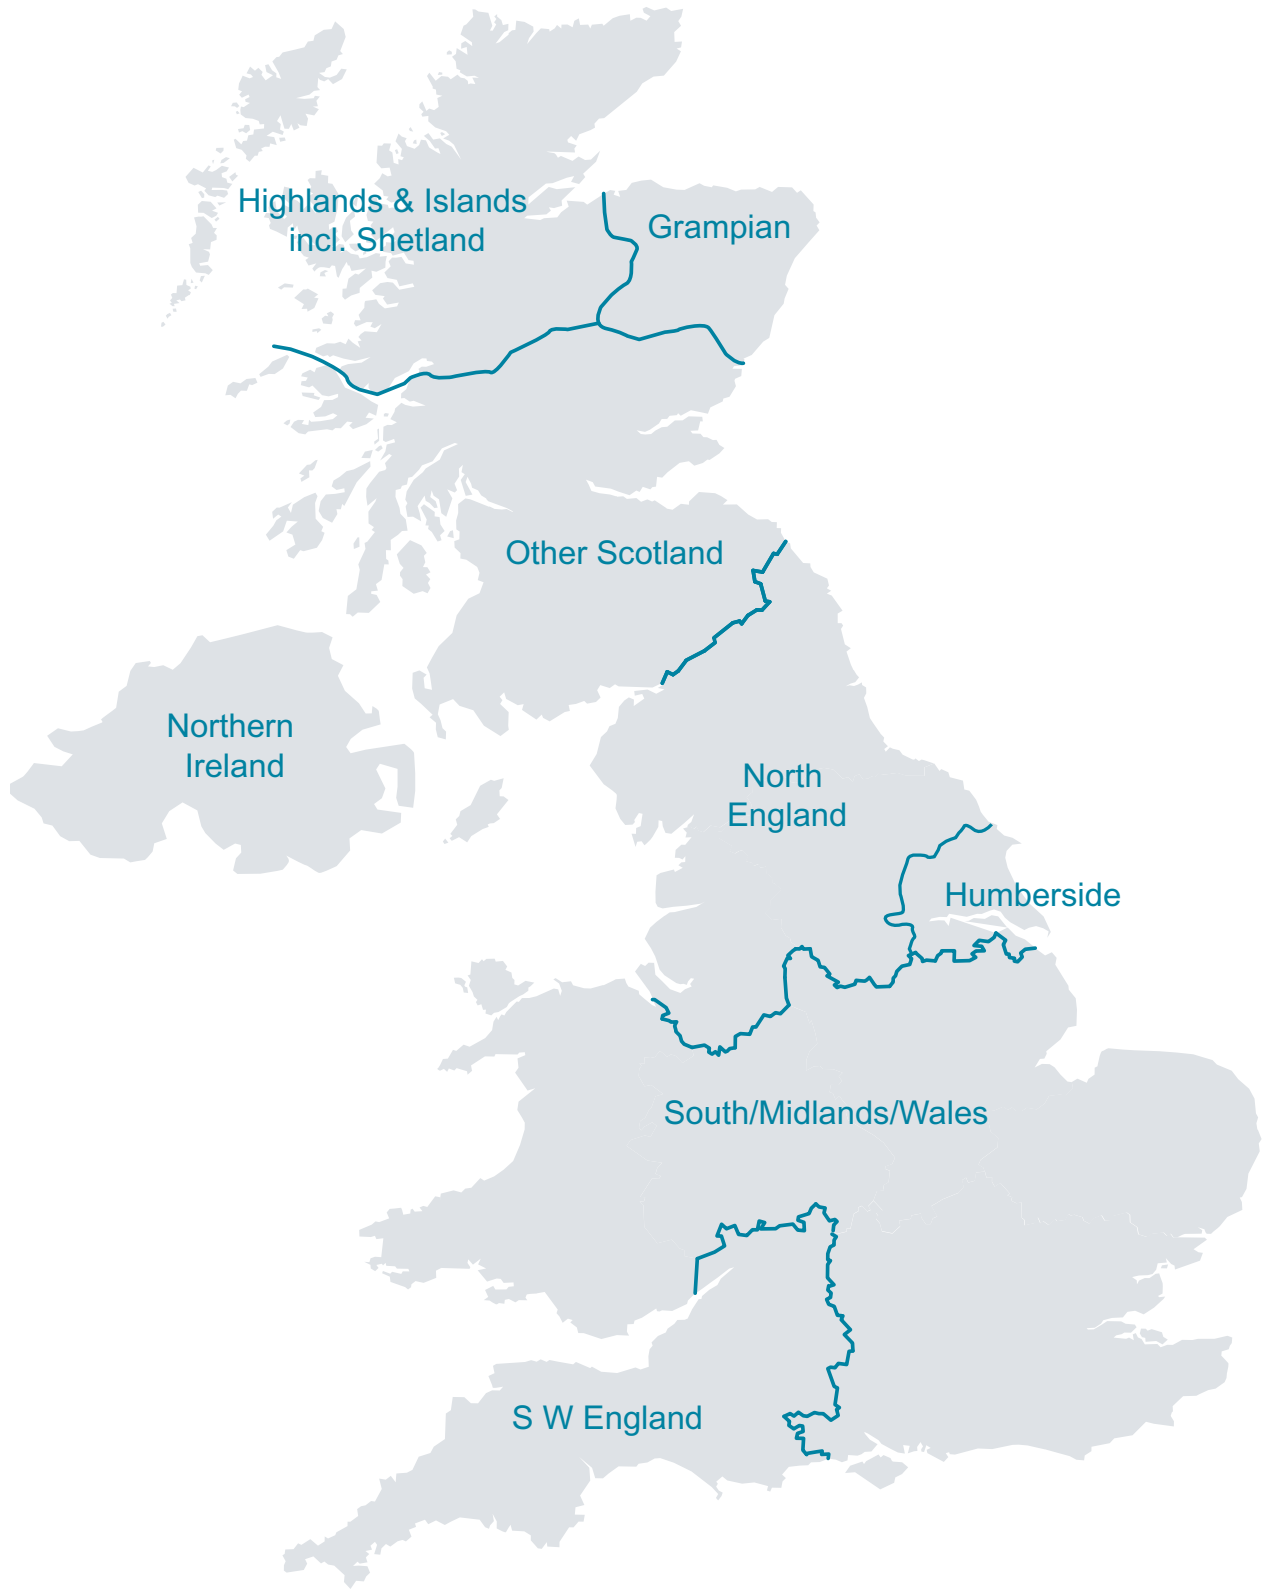 Highlands & Islands
incl. Shetland
Grampian
Other Scotland
Northern
Ireland
North
England
Humberside
South/Midlands/Wales
S W England